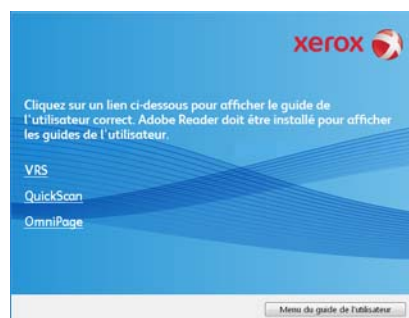 xerox
Cliquez sur un lien ci-dessous pour afficher le guide de
l'utilisateur correct. Adobe Reader doit être installé pour afficher
les guides de l'utilisateur.
VRS
QuickScan
OmniPage
Menu du guide de l'utilisateur